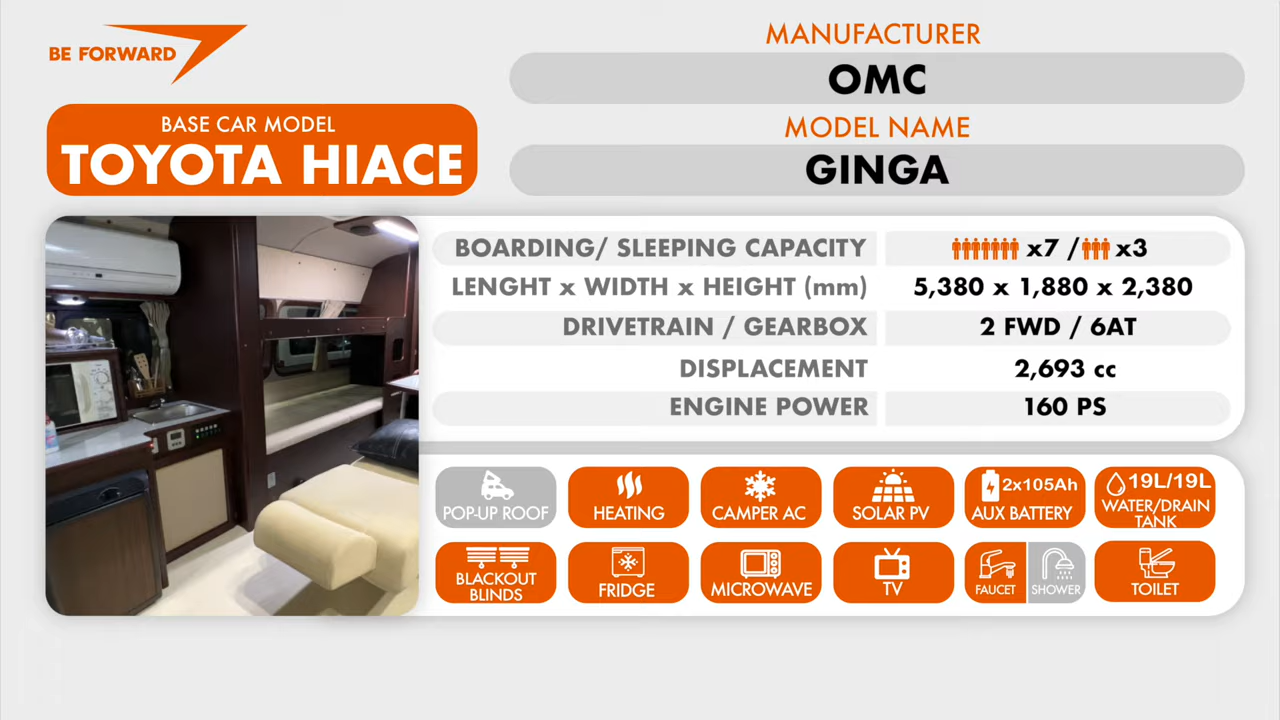 BE FORWARD
MANUFACTURER
OMC
BASE CAR MODEL
TOYOTA HIACE
MODEL NAME
GINGA
BOARDING/ SLEEPING CAPACITY x7 / x3
LENGHT x WIDTH x HEIGHT (mm) 5,380 x 1,880 x 2,380
DRIVETRAIN / GEARBOX 2 FWD / 6AT
DISPLACEMENT 2,693 cc
ENGINE POWER 160 PS
POP-UP ROOF
HEATING
CAMPER AC
SOLAR PV
2x105Ah
AUX BATTERY
19L/19L
WATER/DRAIN
TANK
BLACKOUT
BLINDS
FRIDGE
MICROWAVE
TV
FAUCET
SHOWER
TOILET